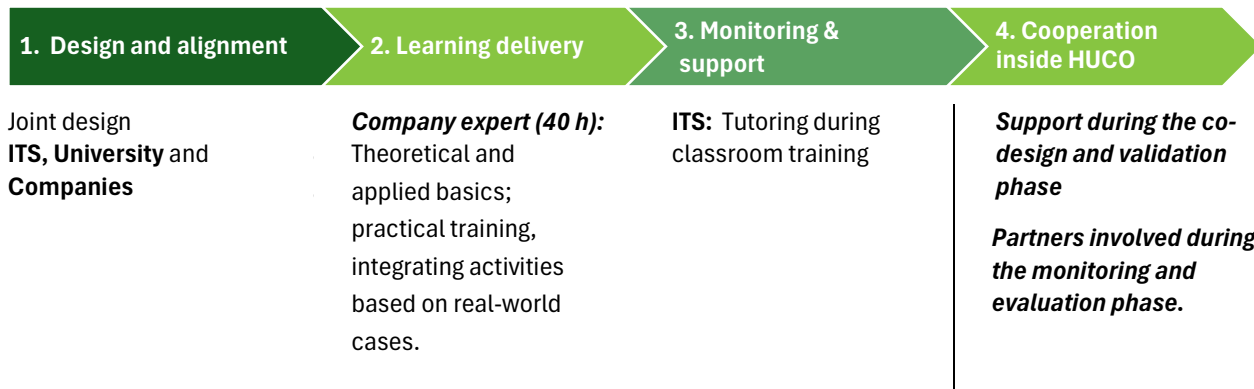 1. Design and alignment
2. Learning delivery
3. Monitoring &
support
4. Cooperation
inside HUCO
Joint design
ITS, University and
Companies
Company expert (40 h):
Theoretical and
applied basics;
practical training,
integrating activities
based on real-world
cases.
ITS: Tutoring during
classroom training
Support during the co-
design and validation
phase
Partners involved during
the monitoring and
evaluation phase.